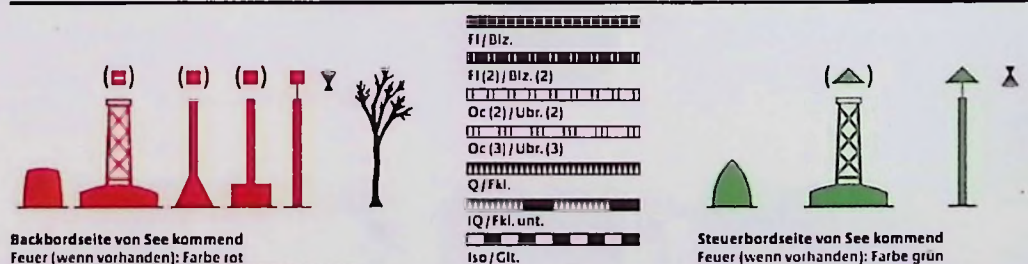 Fl/Blz.
Fl(2)/Blz.(2)
Oc(2)/Ubr.(2)
Oc(3)/Ubr.(3)
Q/Fkl.
IQ/Fkl. unt.
Iso/Glt.
Backbordseite von See kommend
Feuer (wenn vorhanden): Farbe rot
Steuerbordseite von See kommend
Feuer (wenn vorhanden): Farbe grün